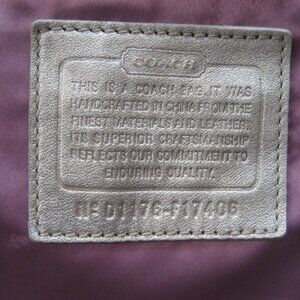 COACH
THIS IS A COACH BAG. IT WAS
HANDCRAFTED IN CHINA FROM THE
FINEST MATERIALS AND LEATHER.
ITS SUPERIOR CRAFTSMANSHIP
REFLECTS OUR COMMITMENT TO
ENDURING QUALITY.
Nº D1176-F17406